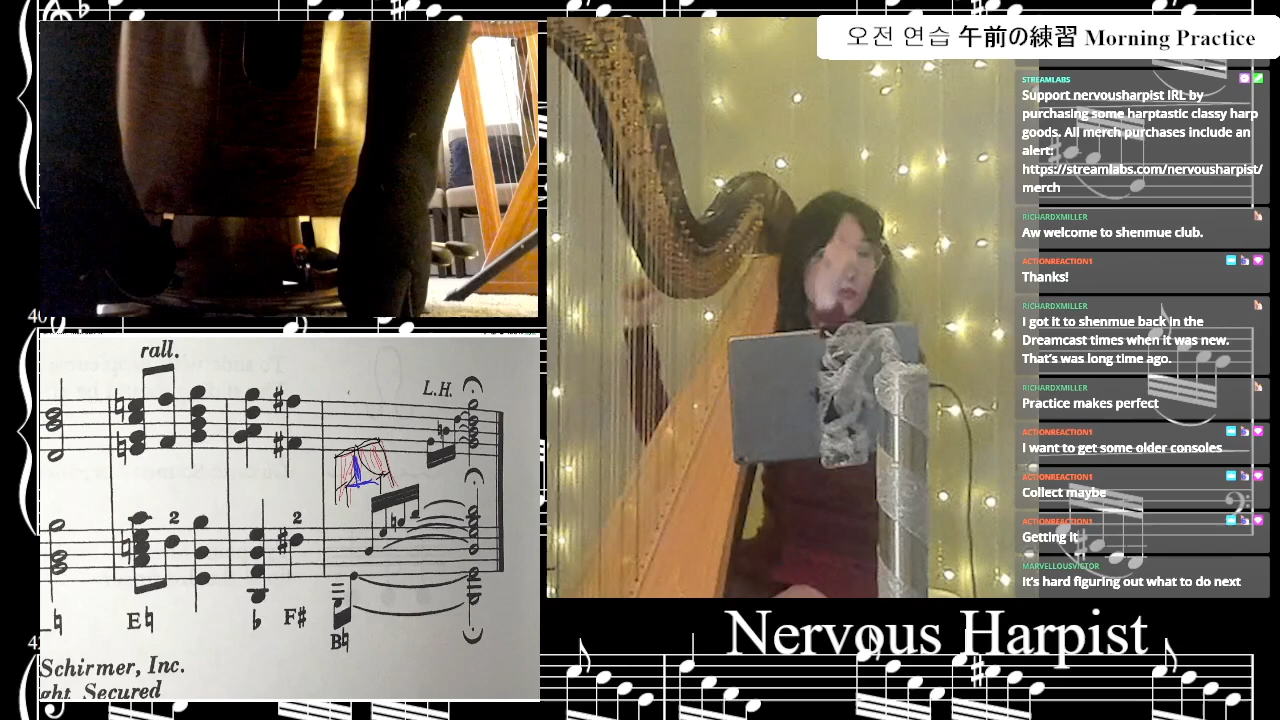 오전 연습 午前の練習 Morning Practice
STREAMLABS
Support nervousharpist IRL by
purchasing some harptastic classy harp
goods. All merch purchases include an
alert:
https://streamlabs.com/nervousharpist/
merch
RICHARDXMILLER
Aw welcome to shenmue club.
ACTIONREACTION1
Thanks!
RICHARDXMILLER
I got it to shenmue back in the
Dreamcast times when it was new.
That's was long time ago.
RICHARDXMILLER
Practice makes perfect
ACTIONREACTION1
I want to get some older consoles
ACTIONREACTION1
Collect maybe
ACTIONREACTION1
Getting it
MARVELLOUSVICTOR
It's hard figuring out what to do next
Nervous Harpist
rall.
L.H.
2
2
E♮
♭
F#
B♮
Schirmer, Inc.
ght Secured